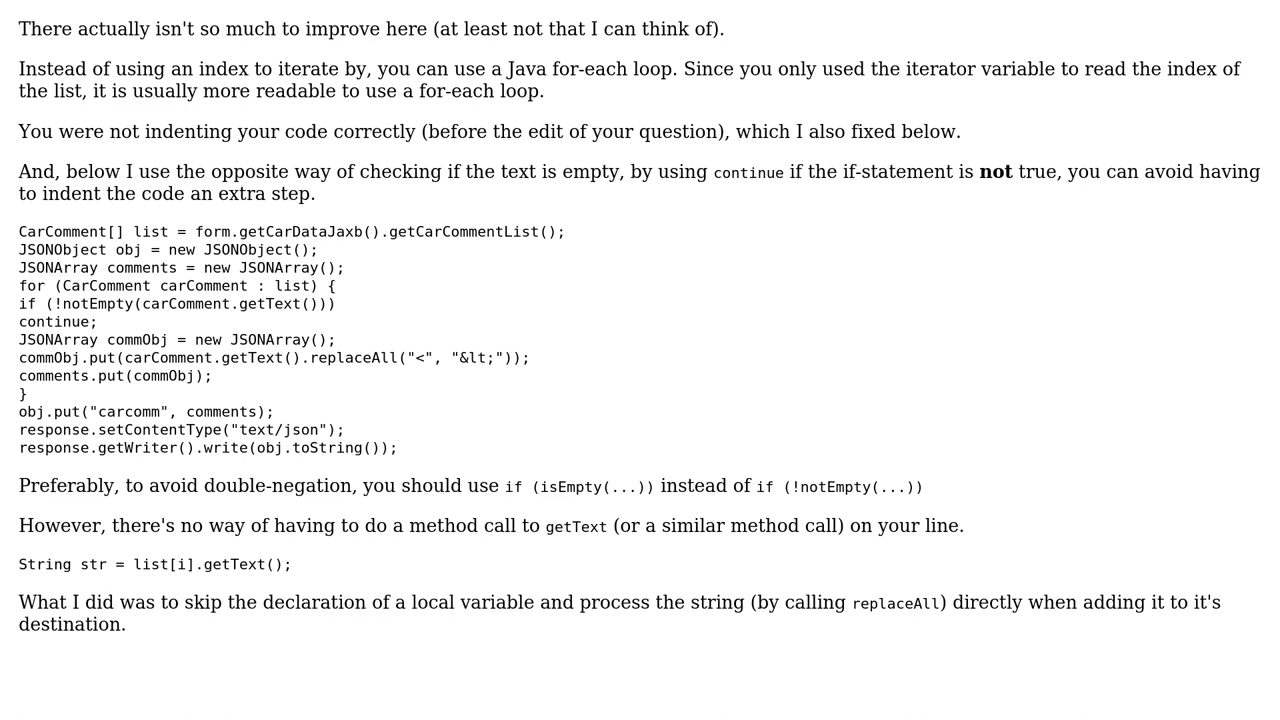 There actually isn't so much to improve here (at least not that I can think of).
Instead of using an index to iterate by, you can use a Java for-each loop. Since you only used the iterator variable to read the index of
the list, it is usually more readable to use a for-each loop.
You were not indenting your code correctly (before the edit of your question), which I also fixed below.
And, below I use the opposite way of checking if the text is empty, by using continue if the if-statement is not true, you can avoid having
to indent the code an extra step.
CarComment[] list = form.getCarDataJaxb().getCarCommentList();
JSONObject obj = new JSONObject();
JSONArray comments = new JSONArray();
for (CarComment carComment : list) {
if (!notEmpty(carComment.getText()))
continue;
JSONArray commObj = new JSONArray();
commObj.put(carComment.getText().replaceAll("<", "&lt;"));
comments.put(commObj);
}
obj.put("carcomm", comments);
response.setContentType("text/json");
response.getWriter().write(obj.toString());
Preferably, to avoid double-negation, you should use if (isEmpty(...)) instead of if (!notEmpty(...))
However, there's no way of having to do a method call to getText (or a similar method call) on your line.
String str = list[i].getText();
What I did was to skip the declaration of a local variable and process the string (by calling replaceAll) directly when adding it to it's
destination.